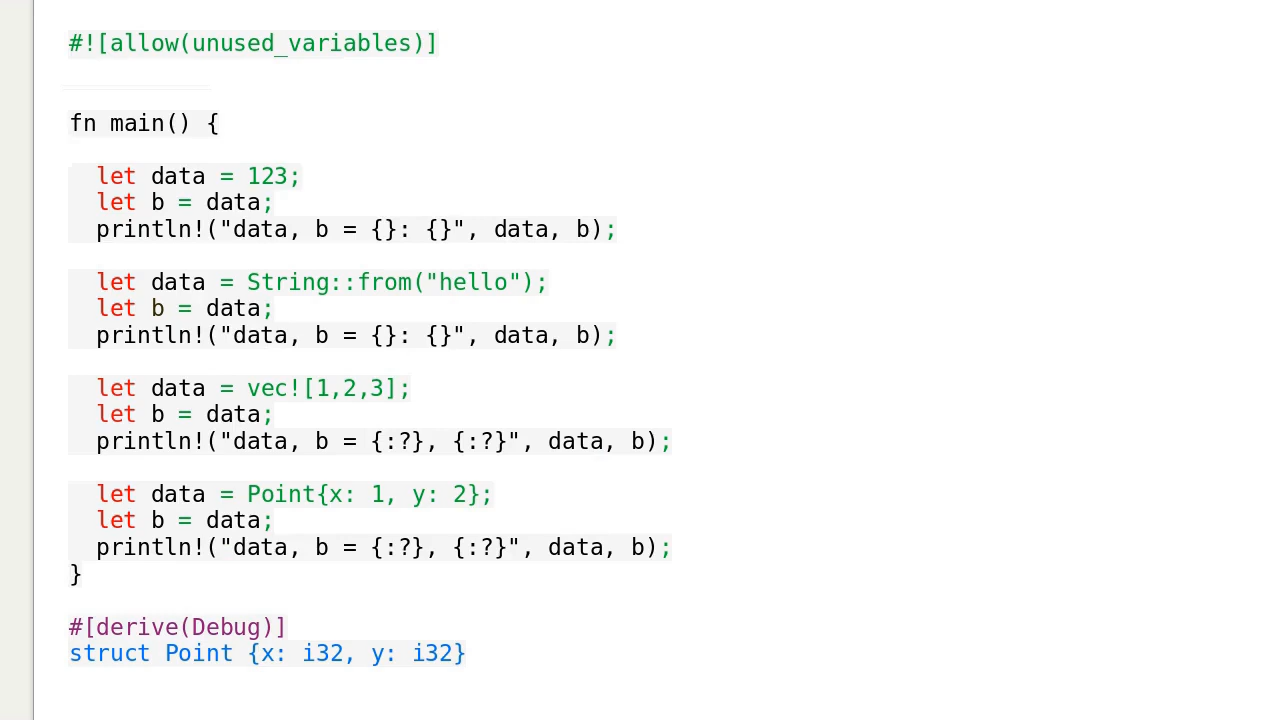 #![allow(unused_variables)]
fn main() {
let data = 123;
let b = data;
println!("data, b = {}: {}", data, b);
let data = String::from("hello");
let b = data;
println!("data, b = {}: {}", data, b);
let data = vec![1,2,3];
let b = data;
println!("data, b = {:?}, {:?}", data, b);
let data = Point{x: 1, y: 2};
let b = data;
println!("data, b = {:?}, {:?}", data, b);
}
#[derive(Debug)]
struct Point {x: i32, y: i32}